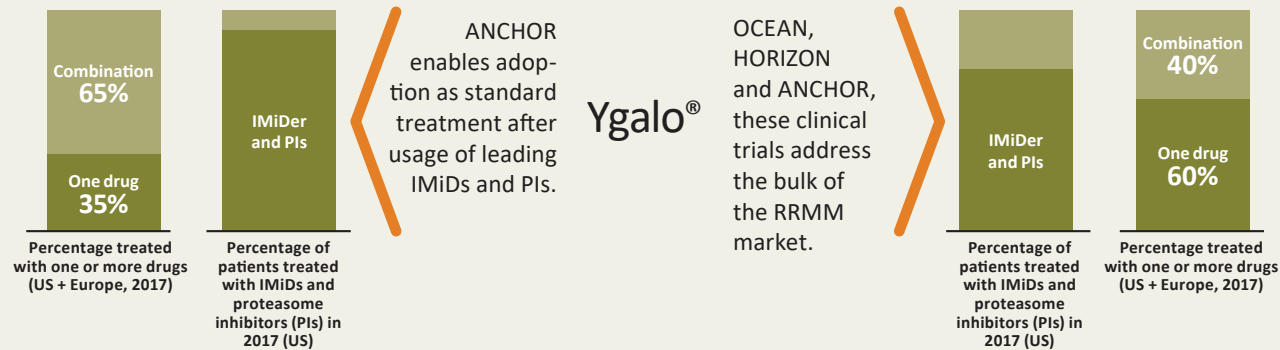 Combination
65%
One drug
35%
Percentage treated
with one or more drugs
(US + Europe, 2017)
IMiDer
and PIs
Percentage of
patients treated
with IMiDs and
proteasome
inhibitors (PIs) in
2017 (US)
ANCHOR
enables adop-
tion as standard
treatment after
usage of leading
IMiDs and PIs.
Ygalo®
OCEAN,
HORIZON
and ANCHOR,
these clinical
trials address
the bulk of
the RRMM
market.
IMiDer
and PIs
Percentage of
patients treated
with IMiDs and
proteasome
inhibitors (PIs) in
2017 (US)
Combination
40%
One drug
60%
Percentage treated
with one or more drugs
(US + Europe, 2017)